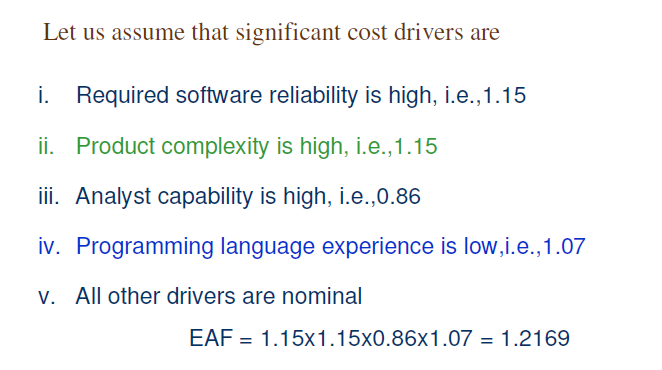 Let us assume that significant cost drivers are
i. Required software reliability is high, i.e.,1.15
ii. Product complexity is high, i.e.,1.15
iii. Analyst capability is high, i.e.,0.86
iv. Programming language experience is low,i.e.,1.07
v. All other drivers are nominal
EAF = 1.15x1.15x0.86x1.07 = 1.2169